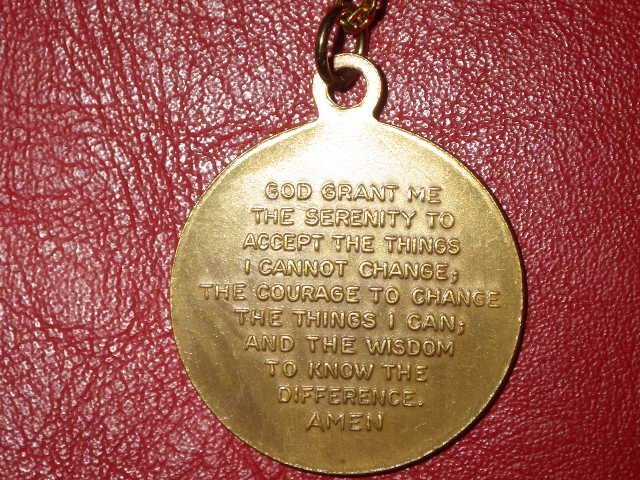 GOD GRANT ME
THE SERENITY TO
ACCEPT THE THINGS
I CANNOT CHANGE;
THE COURAGE TO CHANGE
THE THINGS I CAN;
AND THE WISDOM
TO KNOW THE
DIFFERENCE.
AMEN